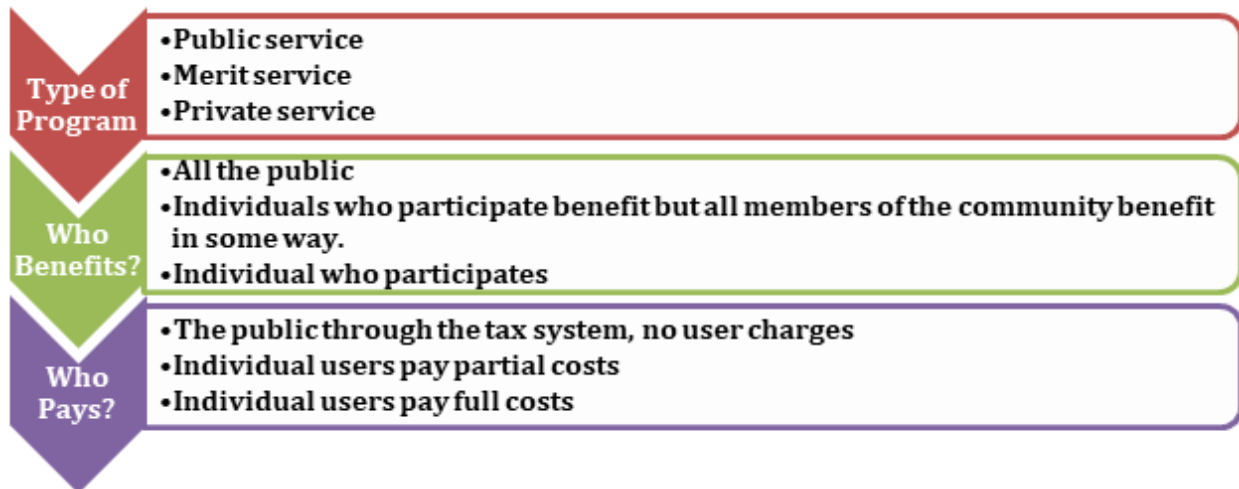 Type of
Program
•Public service
•Merit service
•Private service
Who
Benefits?
•All the public
•Individuals who participate benefit but all members of the community benefit
in some way.
•Individual who participates
Who
Pays?
•The public through the tax system, no user charges
•Individual users pay partial costs
•Individual users pay full costs